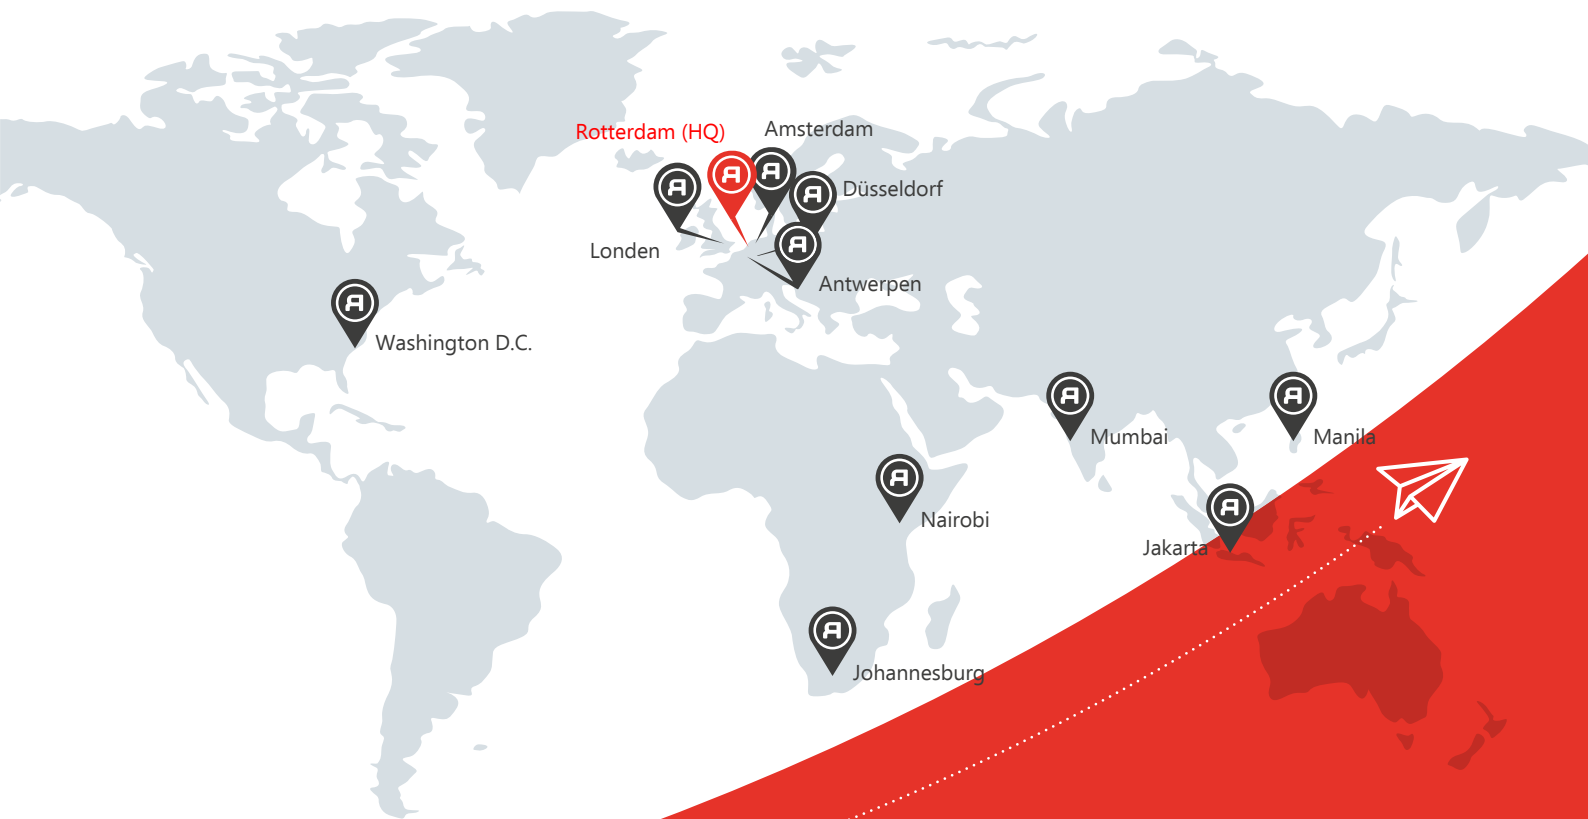 Rotterdam (HQ)
Amsterdam
Düsseldorf
Londen
Antwerpen
Washington D.C.
Mumbai
Manila
Nairobi
Jakarta
Johannesburg